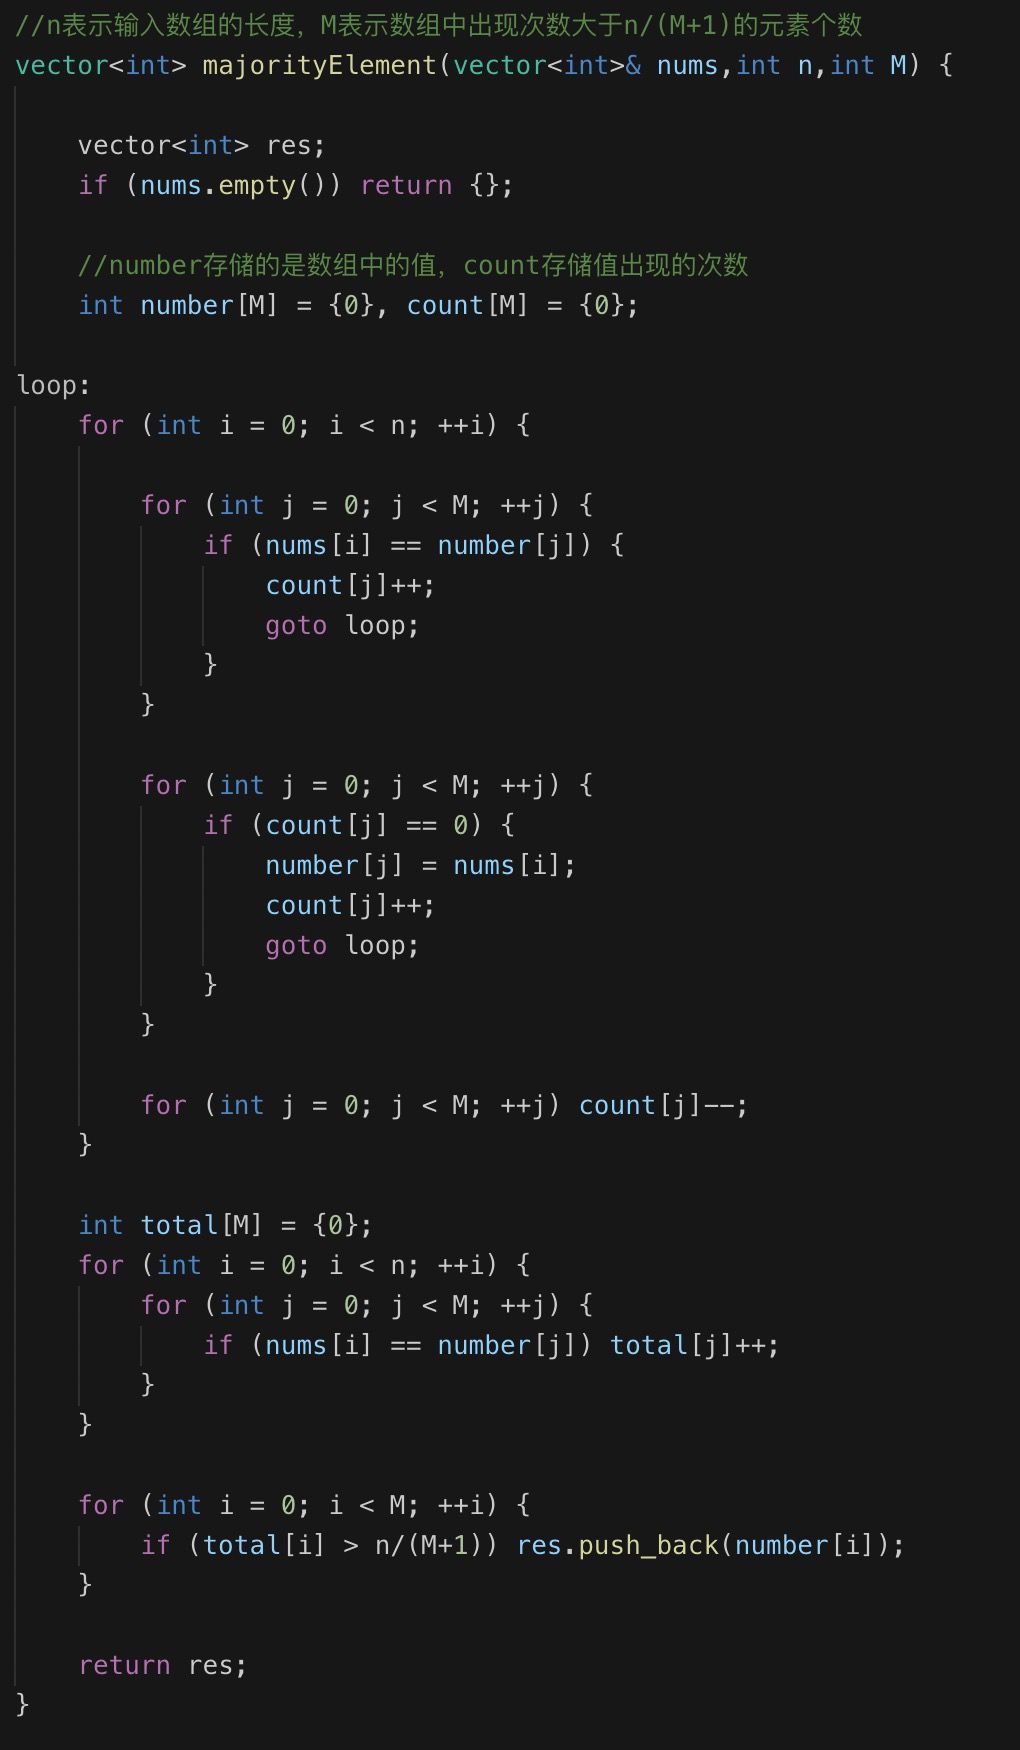 //n表示输入数组的长度，M表示数组中出现次数大于n/(M+1)的元素个数
vector<int> majorityElement(vector<int>& nums,int n,int M) {
    vector<int> res;
    if (nums.empty()) return {};
    //number存储的是数组中的值，count存储值出现的次数
    int number[M] = {0}, count[M] = {0};
loop:
    for (int i = 0; i < n; ++i) {
        for (int j = 0; j < M; ++j) {
            if (nums[i] == number[j]) {
                count[j]++;
                goto loop;
            }
        }
        for (int j = 0; j < M; ++j) {
            if (count[j] == 0) {
                number[j] = nums[i];
                count[j]++;
                goto loop;
            }
        }
        for (int j = 0; j < M; ++j) count[j]--;
    }
    int total[M] = {0};
    for (int i = 0; i < n; ++i) {
        for (int j = 0; j < M; ++j) {
            if (nums[i] == number[j]) total[j]++;
        }
    }
    for (int i = 0; i < M; ++i) {
        if (total[i] > n/(M+1)) res.push_back(number[i]);
    }
    return res;
}